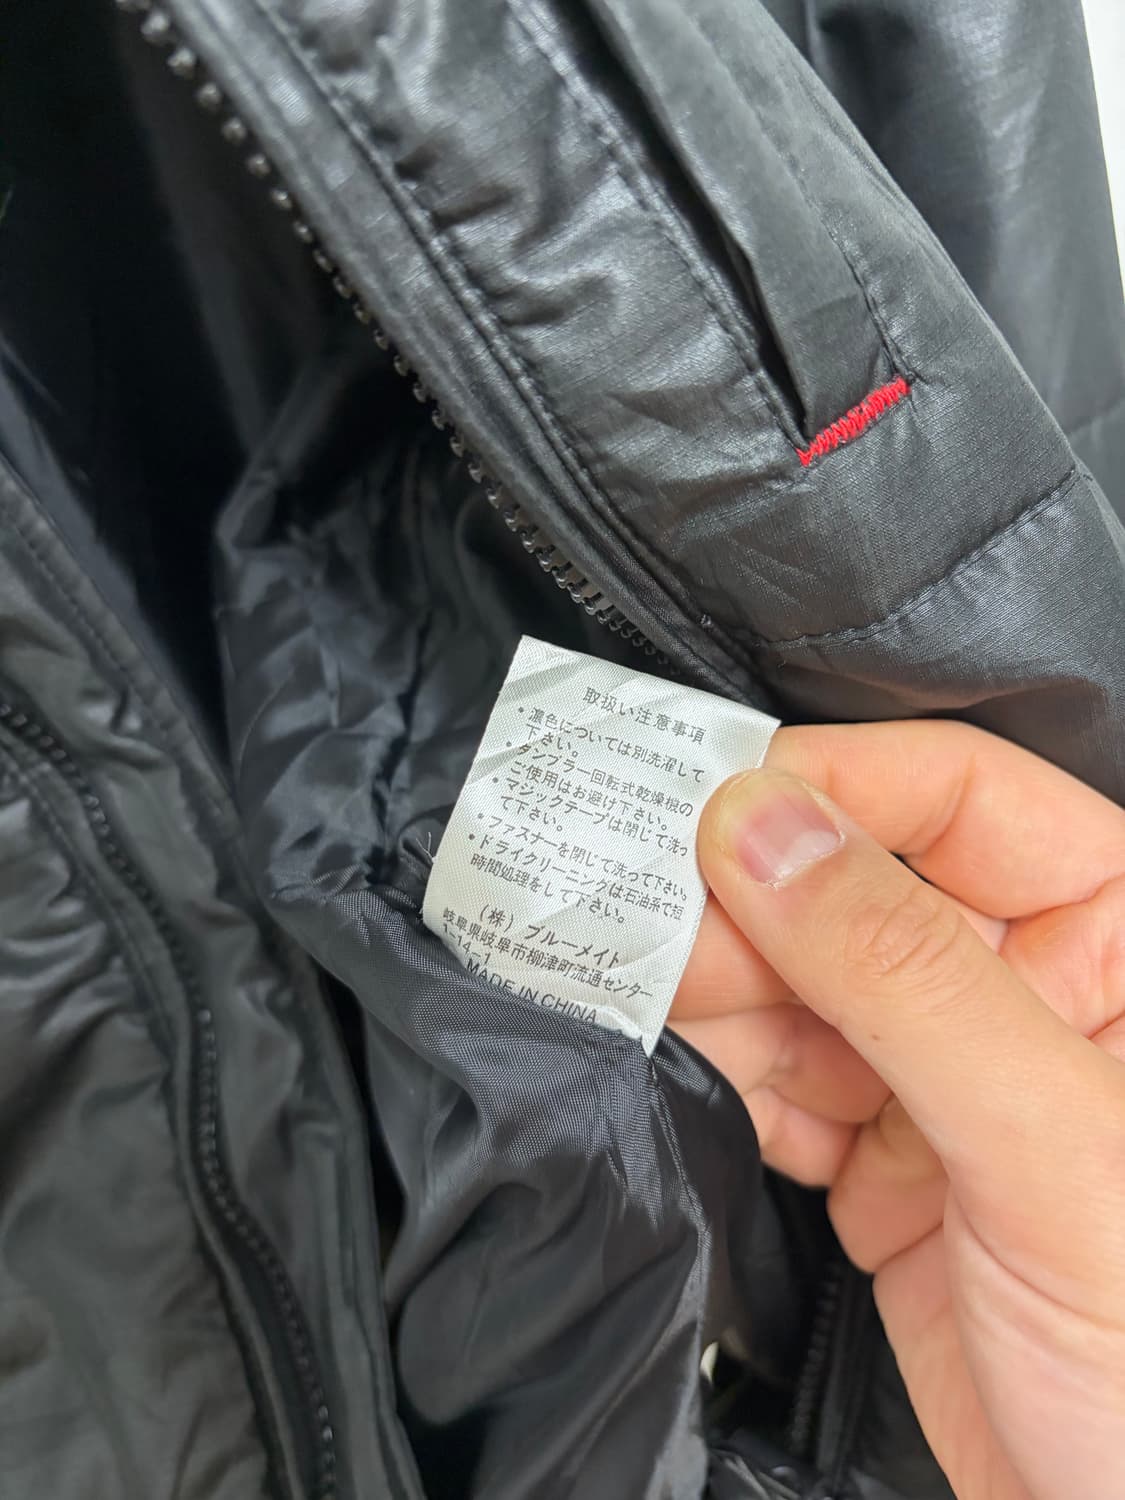 取扱い注意事項
・濃色については別洗濯して
下さい。
・タンブラー回転式乾燥機の
ご使用はお避け下さい。
・マジックテープは閉じて洗っ
て下さい。
・ファスナーを閉じて洗って下さい。
・ドライクリーニングは石油系で短
時間処理をして下さい。
(株)ブルーメイト
岐阜県岐阜市柳津町流通センター
1-14-1
MADE IN CHINA